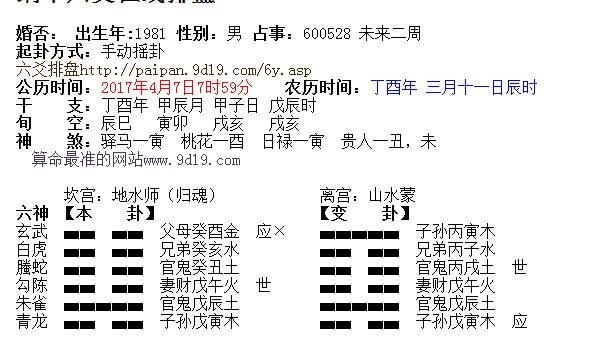 婚否： 出生年:1981 性别：男 占事：600528 未来二周
起卦方式：手动摇卦
六爻排盘http://paipan.9d19.com/6y.asp
公历时间：2017年4月7日7时59分 农历时间：丁酉年 三月十一日辰时
干 支：丁酉年 甲辰月 甲子日 戊辰时
旬 空：辰巳 寅卯 戌亥 戌亥
神 煞：驿马—寅 桃花—酉 日禄—寅 贵人—丑，未
算命最准的网站www.9d19.com
坎宫：地水师（归魂） 离宫：山水蒙
六神 【本 卦】 【变 卦】
玄武 父母癸酉金 应× 子孙丙寅木
白虎 兄弟癸亥水 兄弟丙子水
螣蛇 官鬼癸丑土 官鬼丙戌土 世
勾陈 妻财戊午火 世 妻财戊午火
朱雀 官鬼戊辰土 官鬼戊辰土
青龙 子孙戊寅木 子孙戊寅木 应